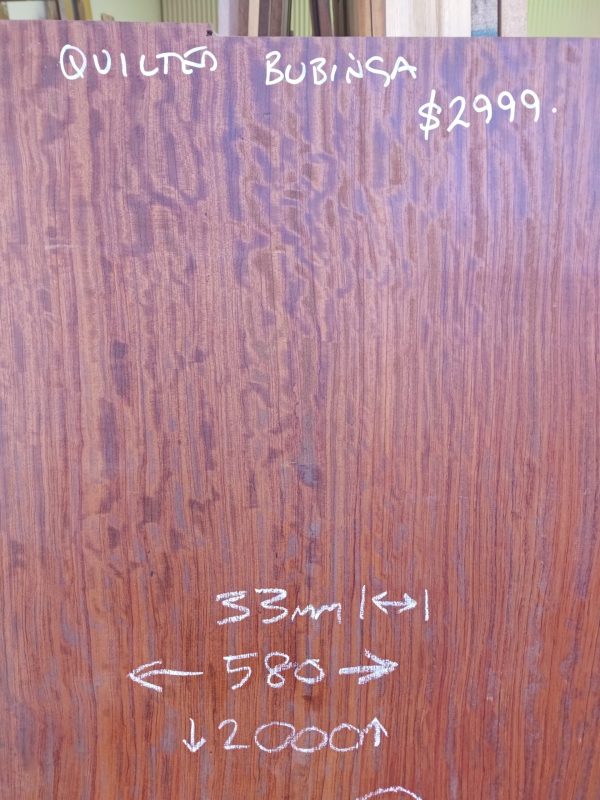 QUILTED BUBINGA
$2999.
33mm |↔|
← 580 →
↓2000↑